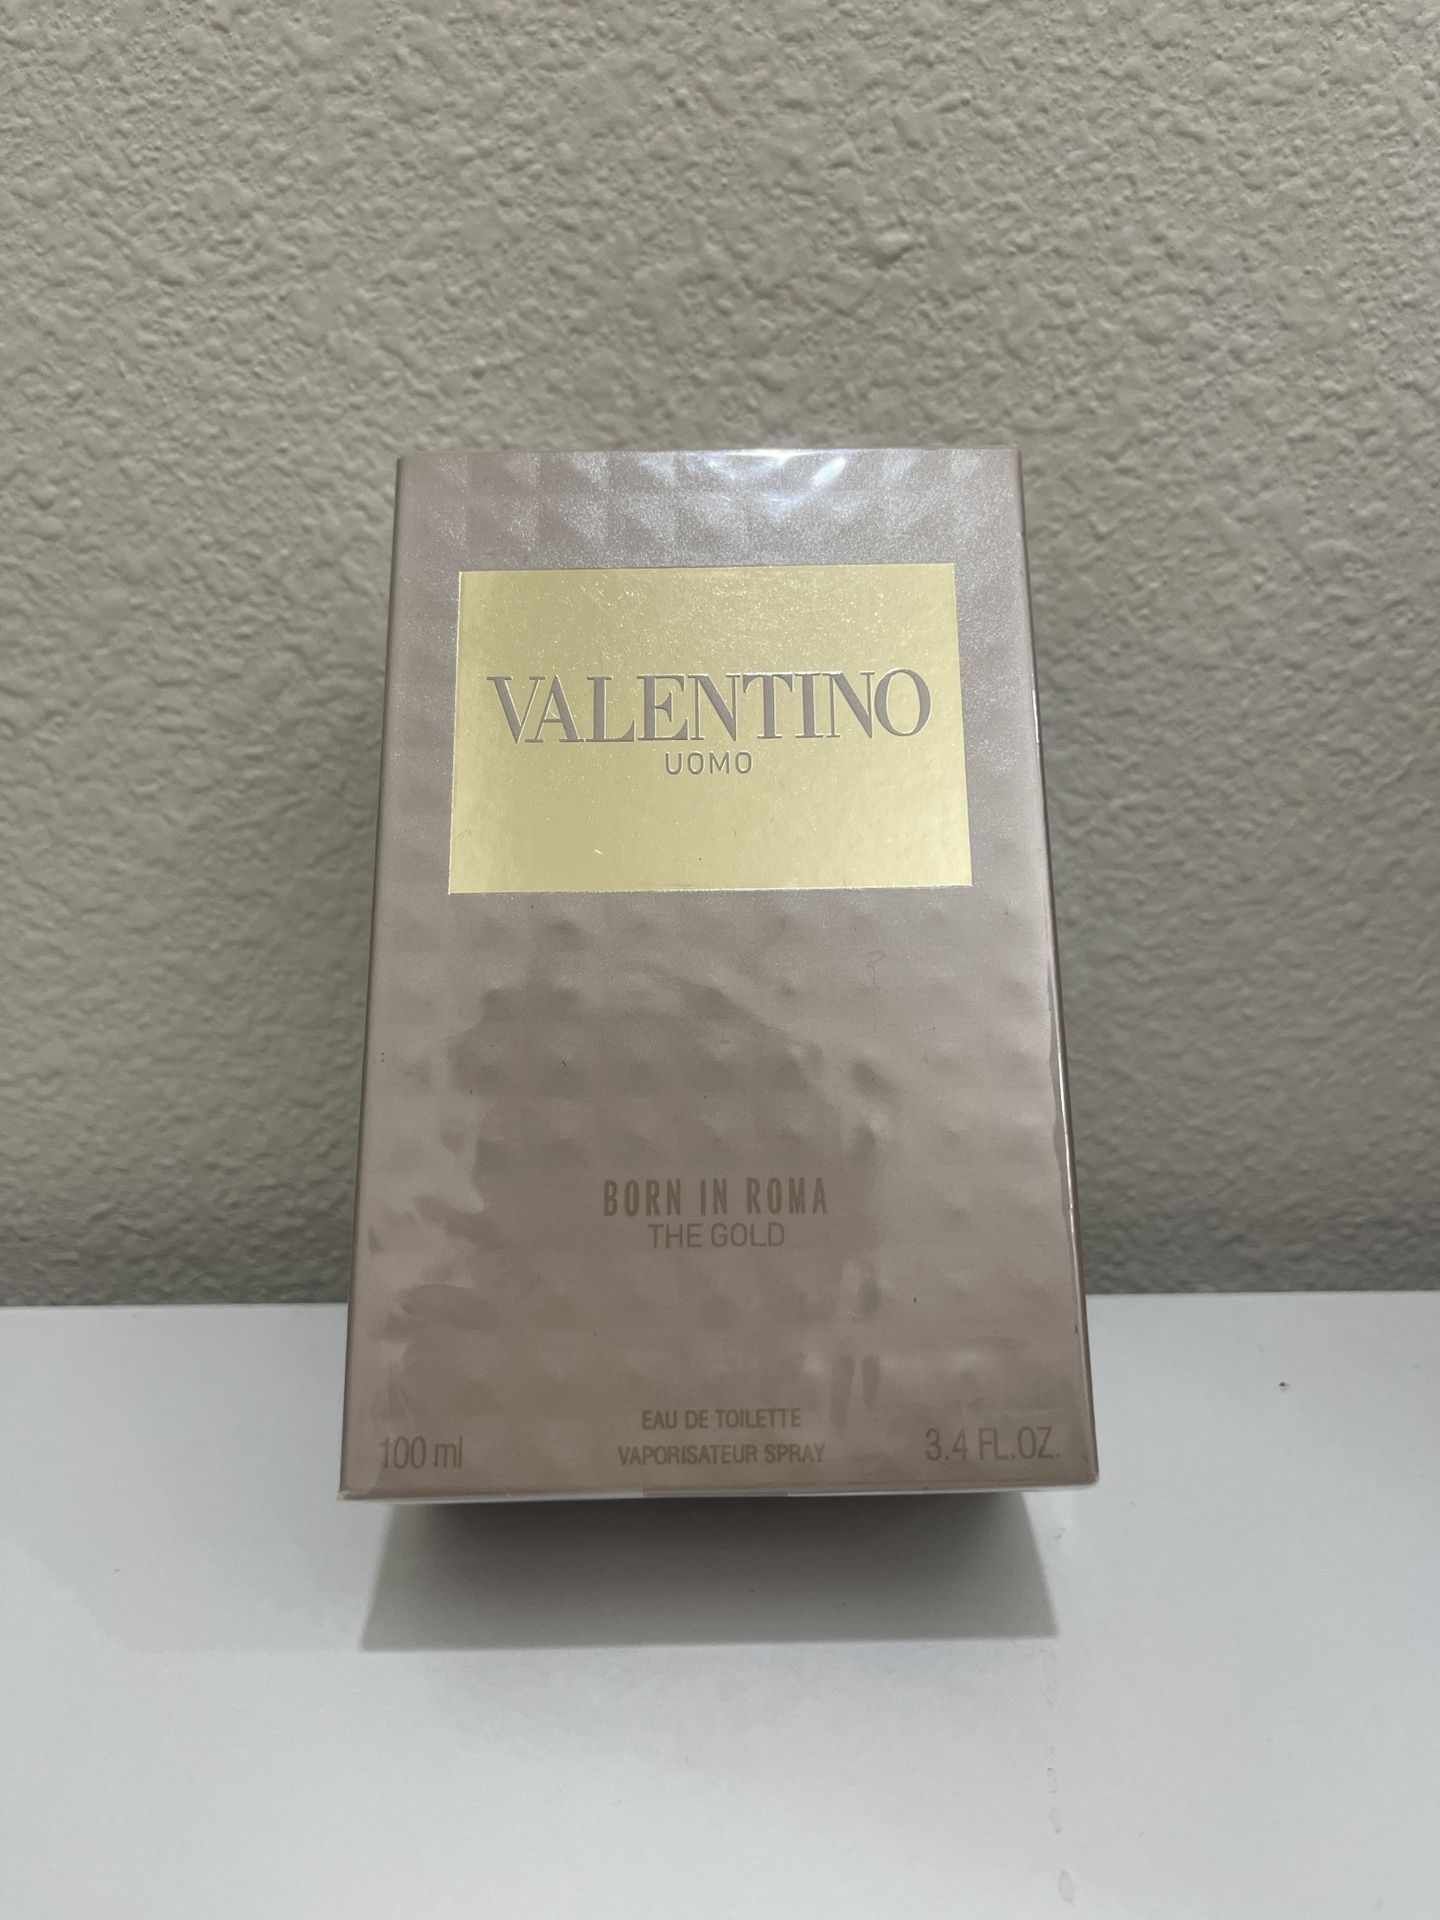 VALENTINO
UOMO
BORN IN ROMA
THE GOLD
EAU DE TOILETTE
100 ml VAPORISATEUR SPRAY 3.4 FL.OZ.